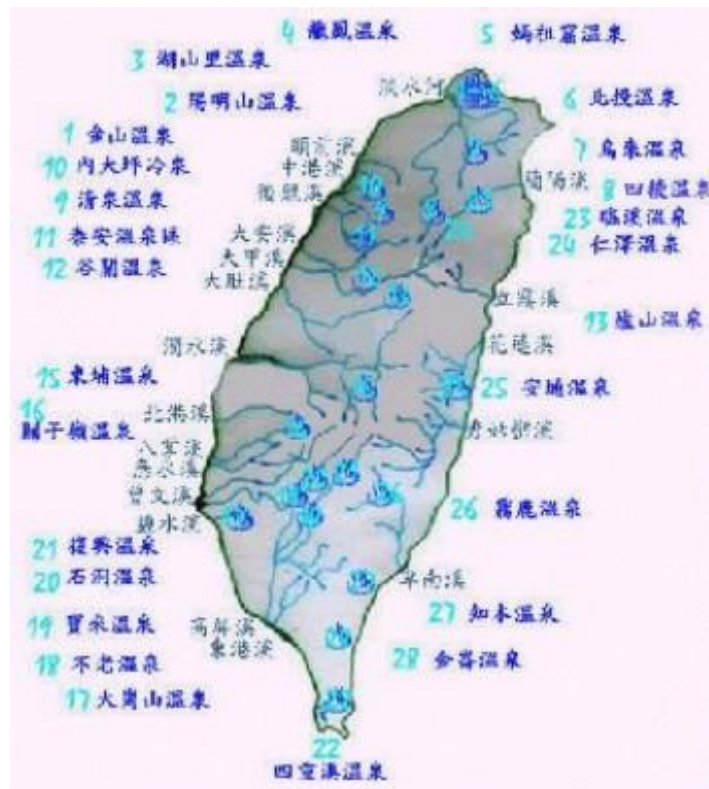 4 龍鳳溫泉
5 媽祖窟溫泉
3 湖山里溫泉
淡水河
2 陽明山溫泉
6 北投溫泉
1 金山溫泉
頭前溪
7 烏來溫泉
10 內大坪冷泉
中港溪
蘭陽溪
8 四稜溫泉
9 清泉溫泉
後龍溪
23 礁溪溫泉
11 泰安溫泉
大安溪
24 仁澤溫泉
12 谷關溫泉
大甲溪
大肚溪
立霧溪
13 廬山溫泉
濁水溪
花蓮溪
15 東埔溫泉
25 安通溫泉
16
北港溪
關子嶺溫泉
秀姑巒溪
八掌溪
急水溪
曾文溪
26 霧鹿溫泉
鹽水溪
21 復興溫泉
20 石洞溫泉
卑南溪
19 寶來溫泉
高屏溪
27 知本溫泉
東港溪
18 不老溫泉
28 金崙溫泉
17 大崗山溫泉
22
四重溪溫泉